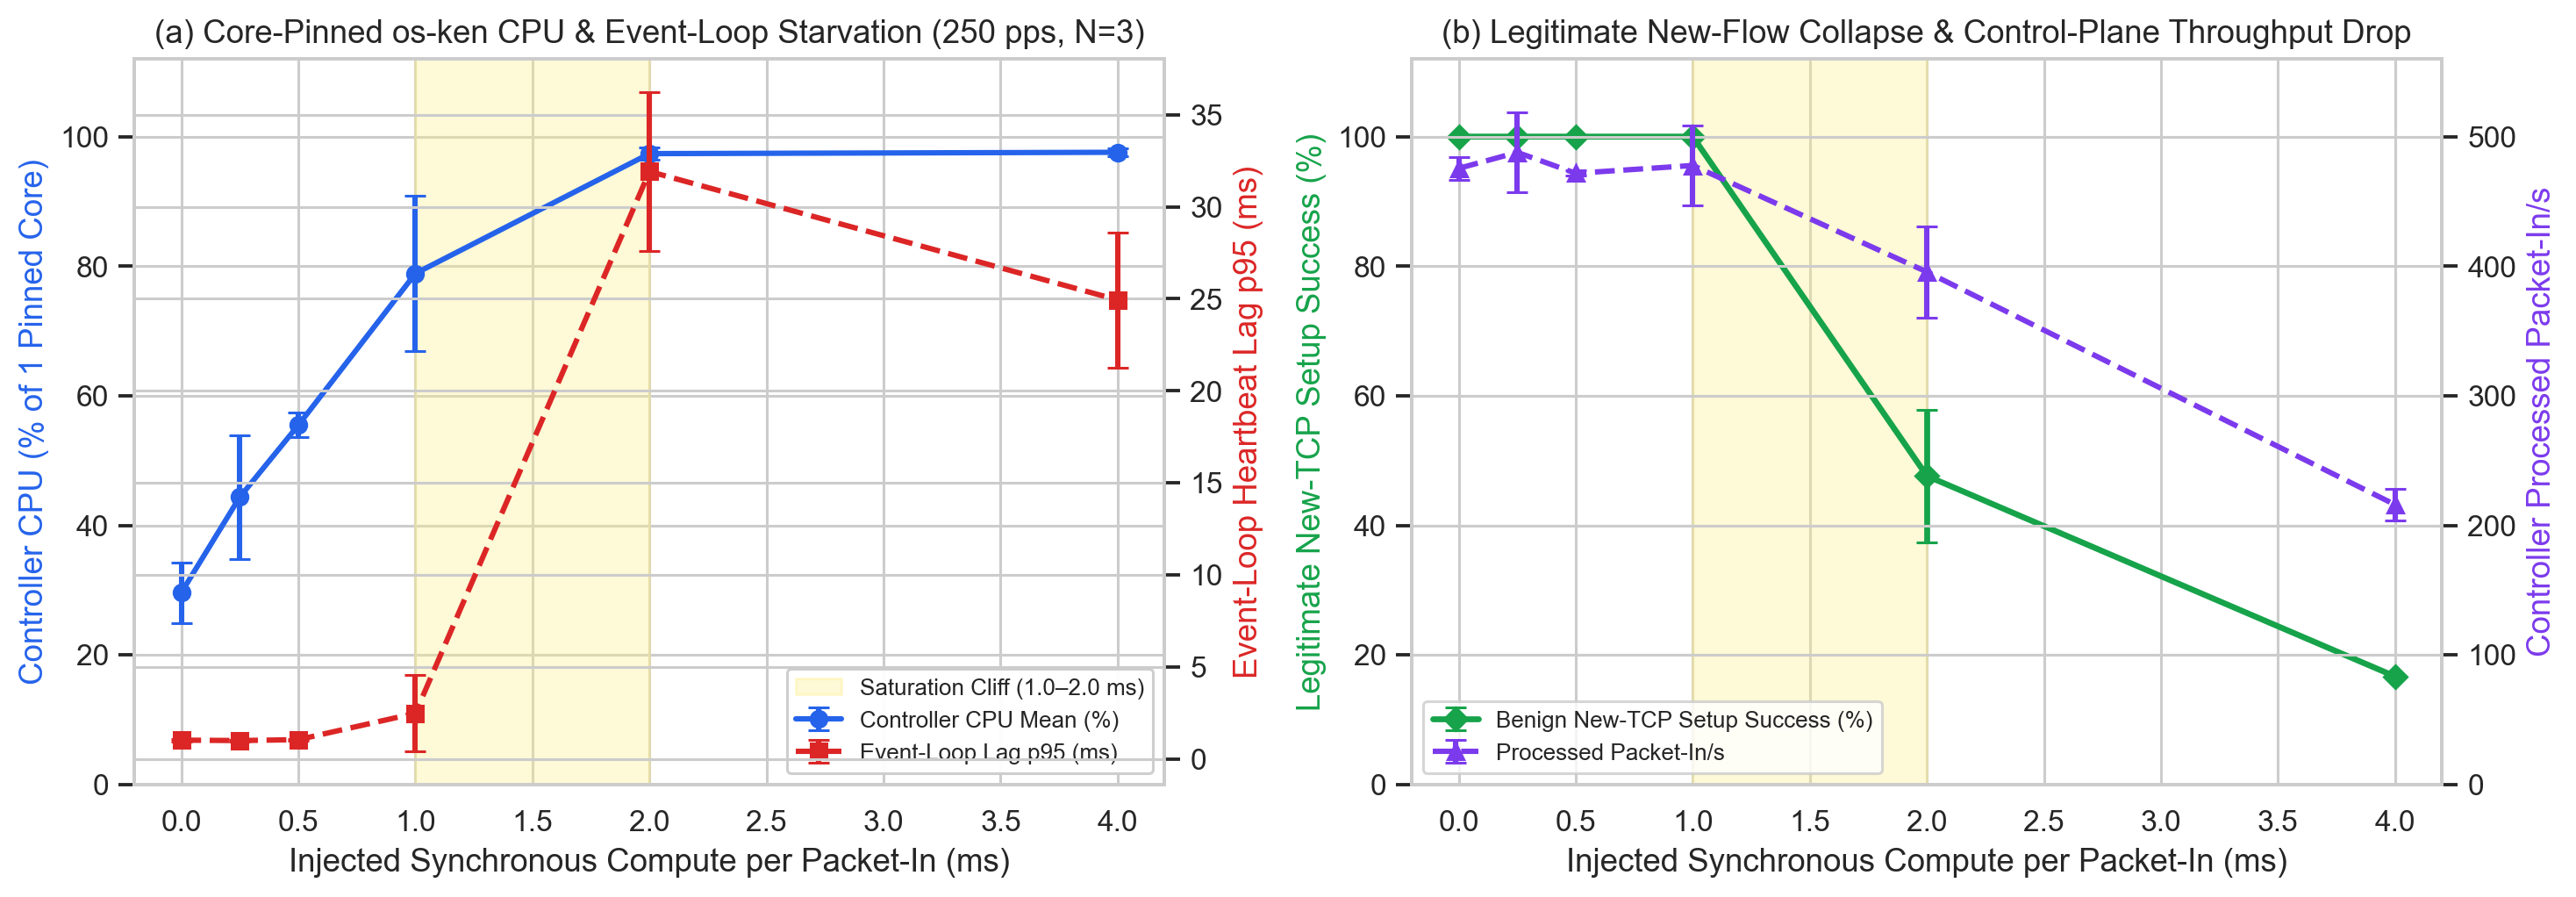 (a) Core-Pinned os-ken CPU & Event-Loop Starvation (250 pps, N=3)
Controller CPU (% of 1 Pinned Core)
100
80
60
40
20
0
35
30
25
20
15
10
5
0
Event-Loop Heartbeat Lag p95 (ms)
Saturation Cliff (1.0–2.0 ms)
Controller CPU Mean (%)
Event-Loop Lag p95 (ms)
0.0 0.5 1.0 1.5 2.0 2.5 3.0 3.5 4.0
Injected Synchronous Compute per Packet-In (ms)
(b) Legitimate New-Flow Collapse & Control-Plane Throughput Drop
Legitimate New-TCP Setup Success (%)
100
80
60
40
20
0
500
400
300
200
100
0
Controller Processed Packet-In/s
Benign New-TCP Setup Success (%)
Processed Packet-In/s
0.0 0.5 1.0 1.5 2.0 2.5 3.0 3.5 4.0
Injected Synchronous Compute per Packet-In (ms)